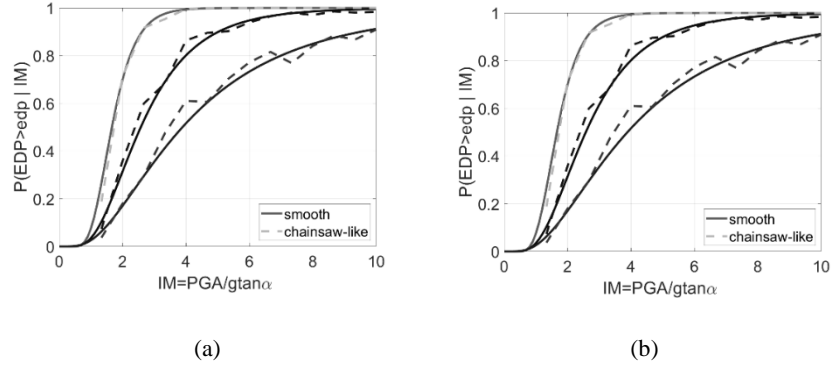 1
0.8
0.6
0.4
0.2
0
P(EDP>edp | IM)
smooth
chainsaw-like
0 2 4 6 8 10
IM=PGA/gtanα
(a)
1
0.8
0.6
0.4
0.2
0
P(EDP>edp | IM)
smooth
chainsaw-like
0 2 4 6 8 10
IM=PGA/gtanα
(b)